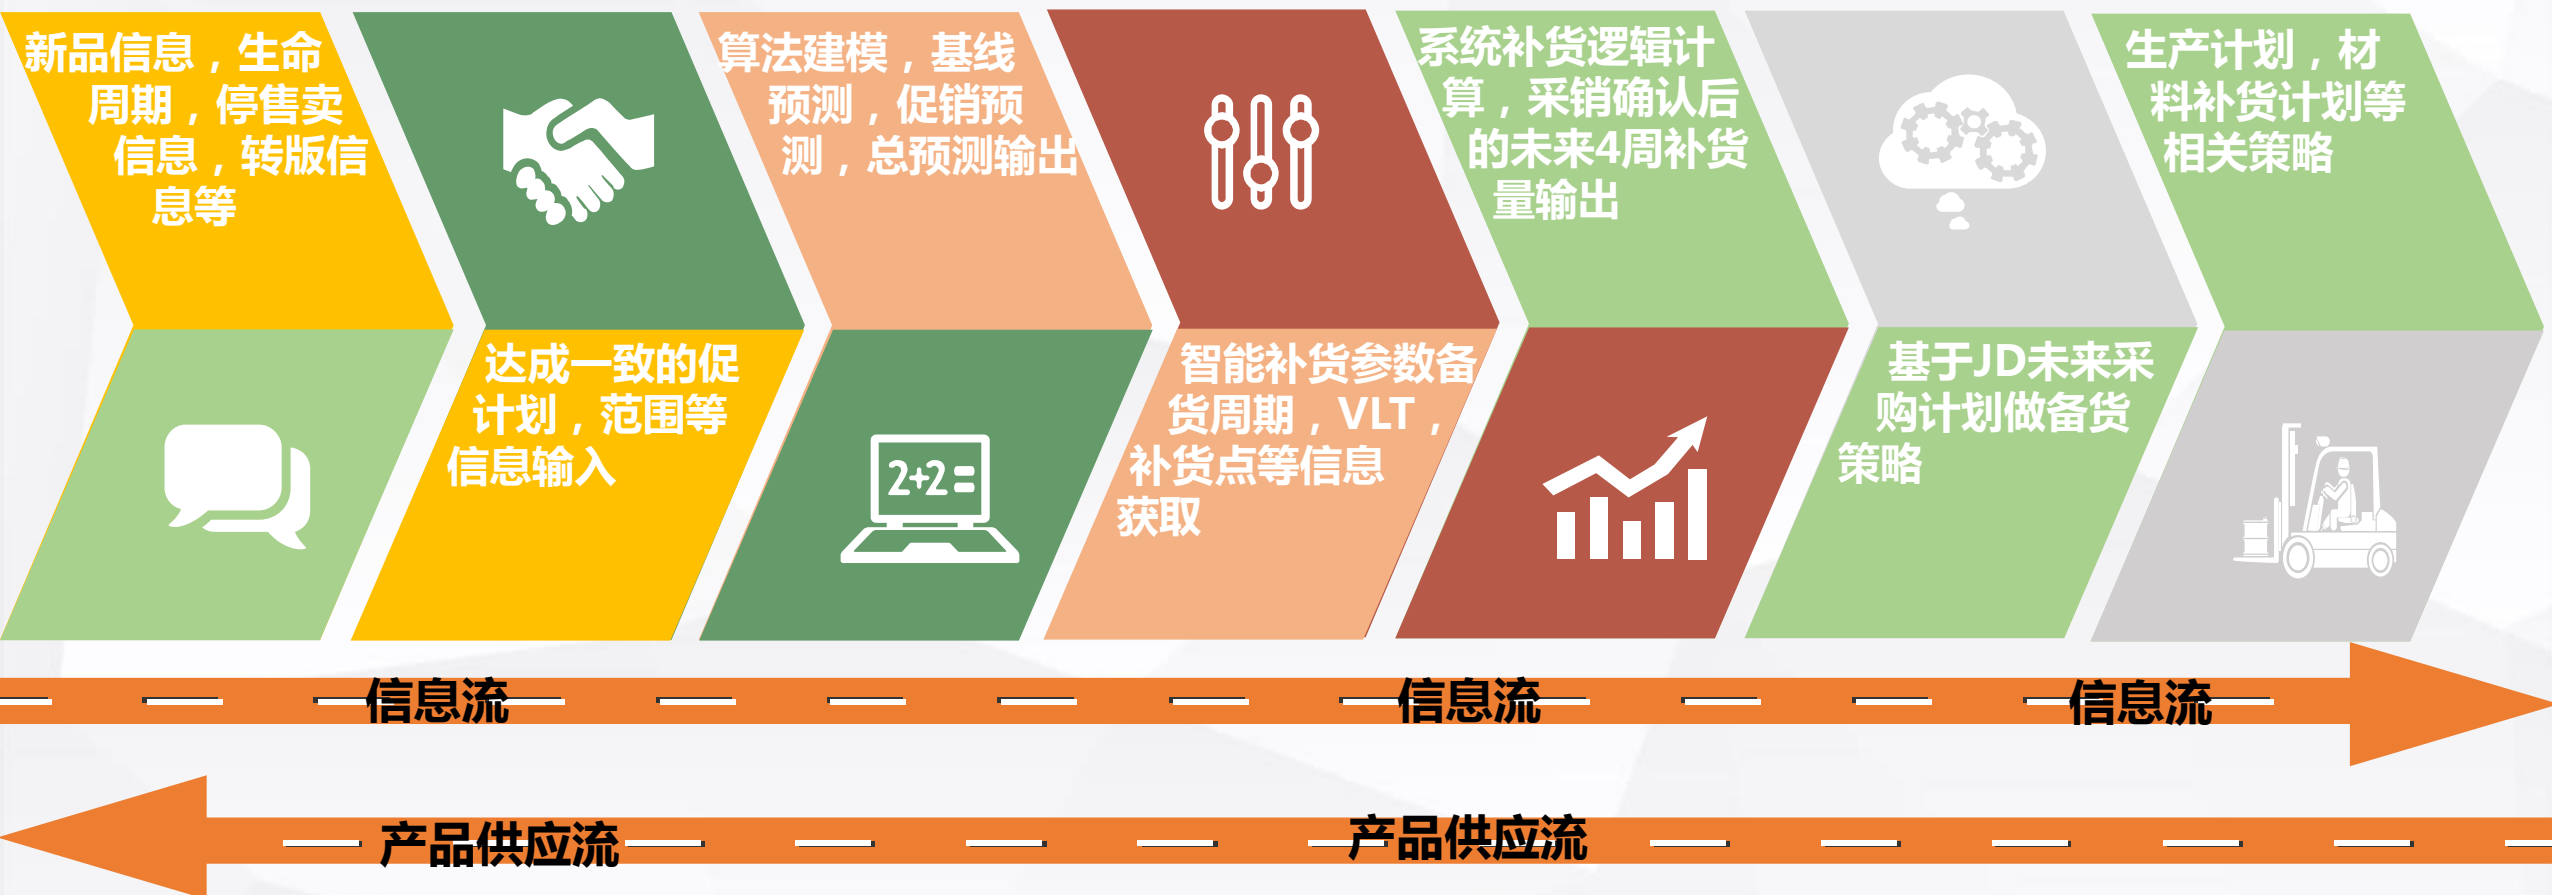 新品信息，生命
周期，停售卖
信息，转版信
息等
达成一致的促
计划，范围等
信息输入
算法建模，基线
预测，促销预
测，总预测输出
2+2=
智能补货参数备
货周期，VLT，
补货点等信息
获取
系统补货逻辑计
算，采销确认后
的未来4周补货
量输出
基于JD未来采
购计划做备货
策略
生产计划，材
料补货计划等
相关策略
信息流
信息流
信息流
产品供应流
产品供应流